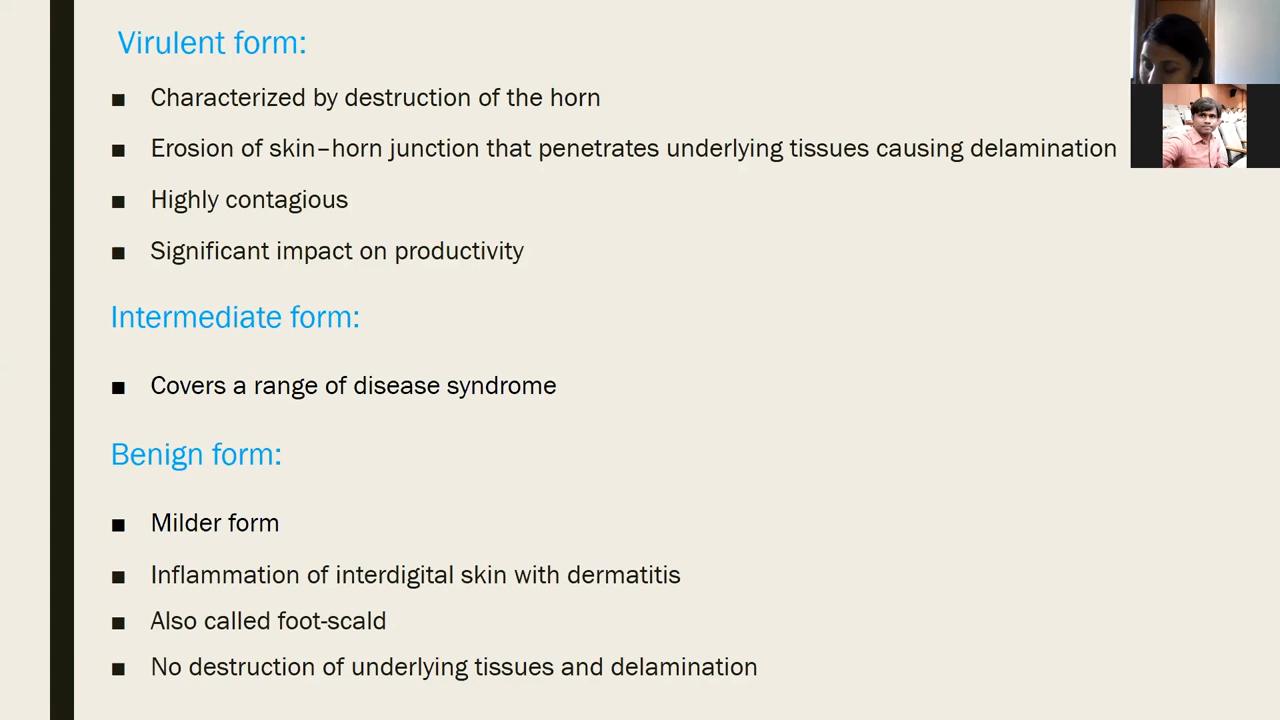 Virulent form:
■ Characterized by destruction of the horn
■ Erosion of skin–horn junction that penetrates underlying tissues causing delamination
■ Highly contagious
■ Significant impact on productivity
Intermediate form:
■ Covers a range of disease syndrome
Benign form:
■ Milder form
■ Inflammation of interdigital skin with dermatitis
■ Also called foot-scald
■ No destruction of underlying tissues and delamination